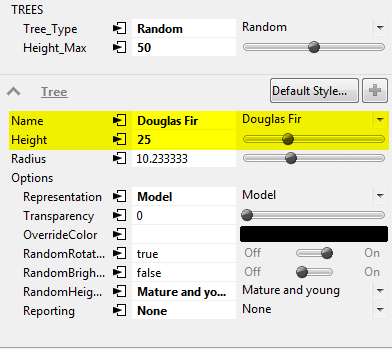 TREES
Tree_Type Random Random
Height_Max 50
Tree Default Style...
Name Douglas Fir Douglas Fir
Height 25
Radius 10.233333
Options
Representation Model Model
Transparency 0
OverrideColor
RandomRotat... true Off On
RandomBrigh... false Off On
RandomHeig... Mature and yo... Mature and young
Reporting None None